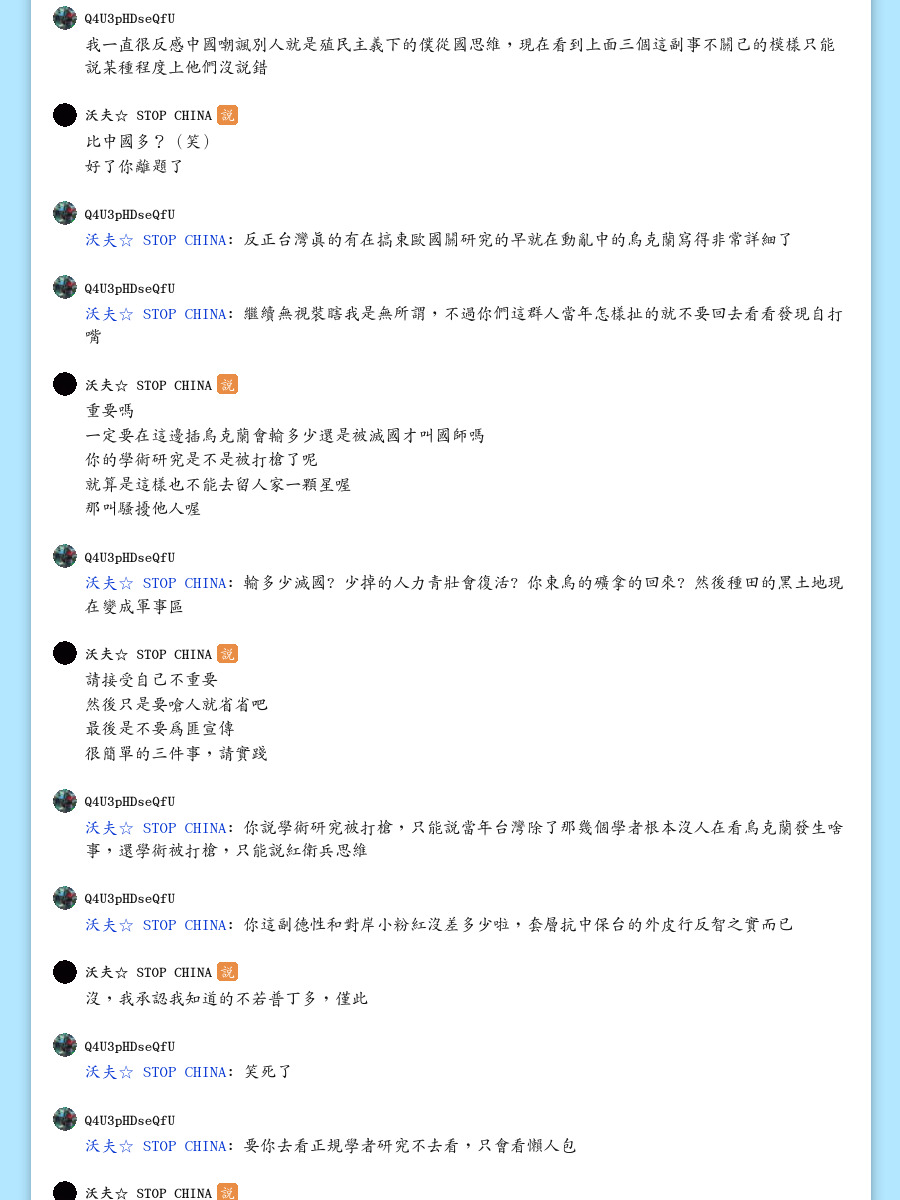 Q4U3pHDseQfU
我一直很反感中國嘲諷別人就是殖民主義下的僕從國思維，現在看到上面三個這副事不關己的模樣只能
説某種程度上他們沒説錯
沃夫☆ STOP CHINA 説
比中國多？（笑）
好了你離題了
Q4U3pHDseQfU
沃夫☆ STOP CHINA: 反正台灣真的有在搞東歐國關研究的早就在動亂中的烏克蘭寫得非常詳細了
Q4U3pHDseQfU
沃夫☆ STOP CHINA: 繼續無視裝瞎我是無所謂，不過你們這群人當年怎樣扯的就不要回去看看發現自打
嘴
沃夫☆ STOP CHINA 説
重要嗎
一定要在這邊插烏克蘭會輸多少還是被滅國才叫國師嗎
你的學術研究是不是被打槍了呢
就算是這樣也不能去留人家一顆星喔
那叫騷擾他人喔
Q4U3pHDseQfU
沃夫☆ STOP CHINA: 輸多少滅國? 少掉的人力青壯會復活? 你東烏的礦拿的回來? 然後種田的黑土地現
在變成軍事區
沃夫☆ STOP CHINA 説
請接受自己不重要
然後只是要嗆人就省省吧
最後是不要爲匪宣傳
很簡單的三件事，請實踐
Q4U3pHDseQfU
沃夫☆ STOP CHINA: 你説學術研究被打槍，只能説當年台灣除了那幾個學者根本沒人在看烏克蘭發生啥
事，還學術被打槍，只能説紅衛兵思維
Q4U3pHDseQfU
沃夫☆ STOP CHINA: 你這副德性和對岸小粉紅沒差多少啦，套層抗中保台的外皮行反智之實而已
沃夫☆ STOP CHINA 説
沒，我承認我知道的不若普丁多，僅此
Q4U3pHDseQfU
沃夫☆ STOP CHINA: 笑死了
Q4U3pHDseQfU
沃夫☆ STOP CHINA: 要你去看正規學者研究不去看，只會看懶人包
沃夫☆ STOP CHINA 説